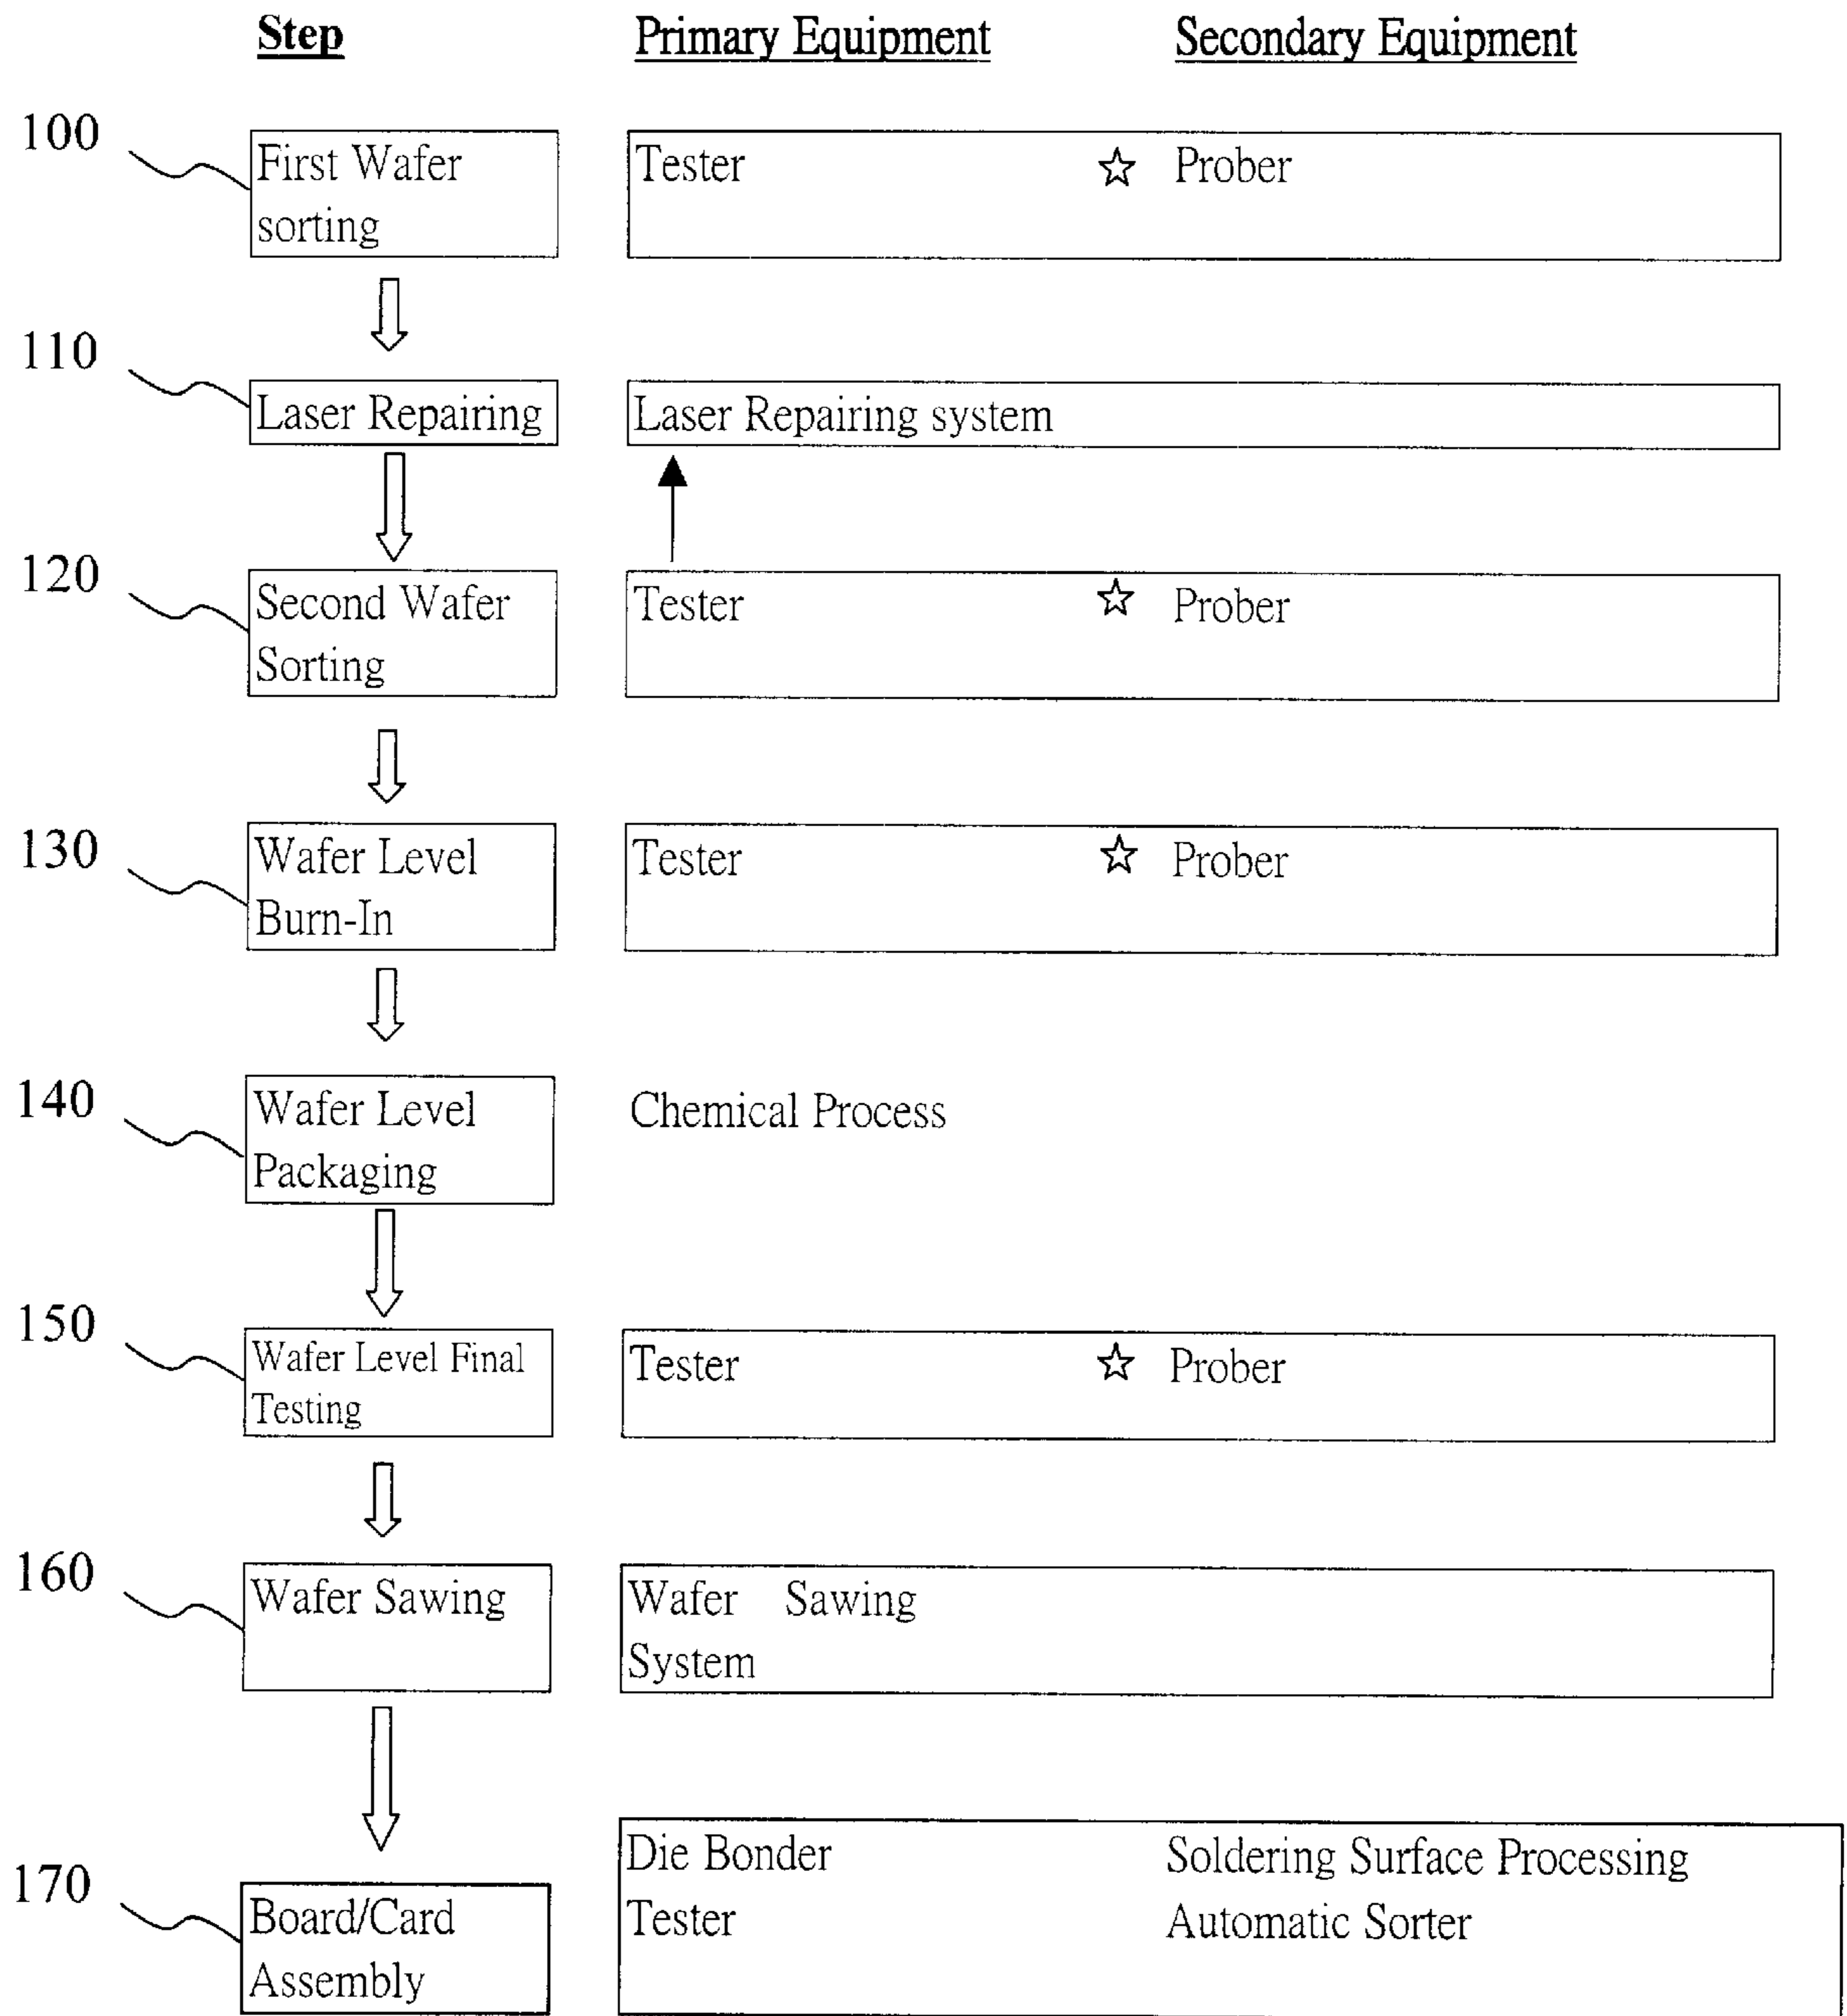 Step Primary Equipment Secondary Equipment
100
First Wafer
sorting
Tester ☆ Prober
110
Laser Repairing
Laser Repairing system
120
Second Wafer
Sorting
Tester ☆ Prober
130
Wafer Level
Burn-In
Tester ☆ Prober
140
Wafer Level
Packaging
Chemical Process
150
Wafer Level Final
Testing
Tester ☆ Prober
160
Wafer Sawing
Wafer Sawing
System
170
Board/Card
Assembly
Die Bonder Soldering Surface Processing
Tester Automatic Sorter